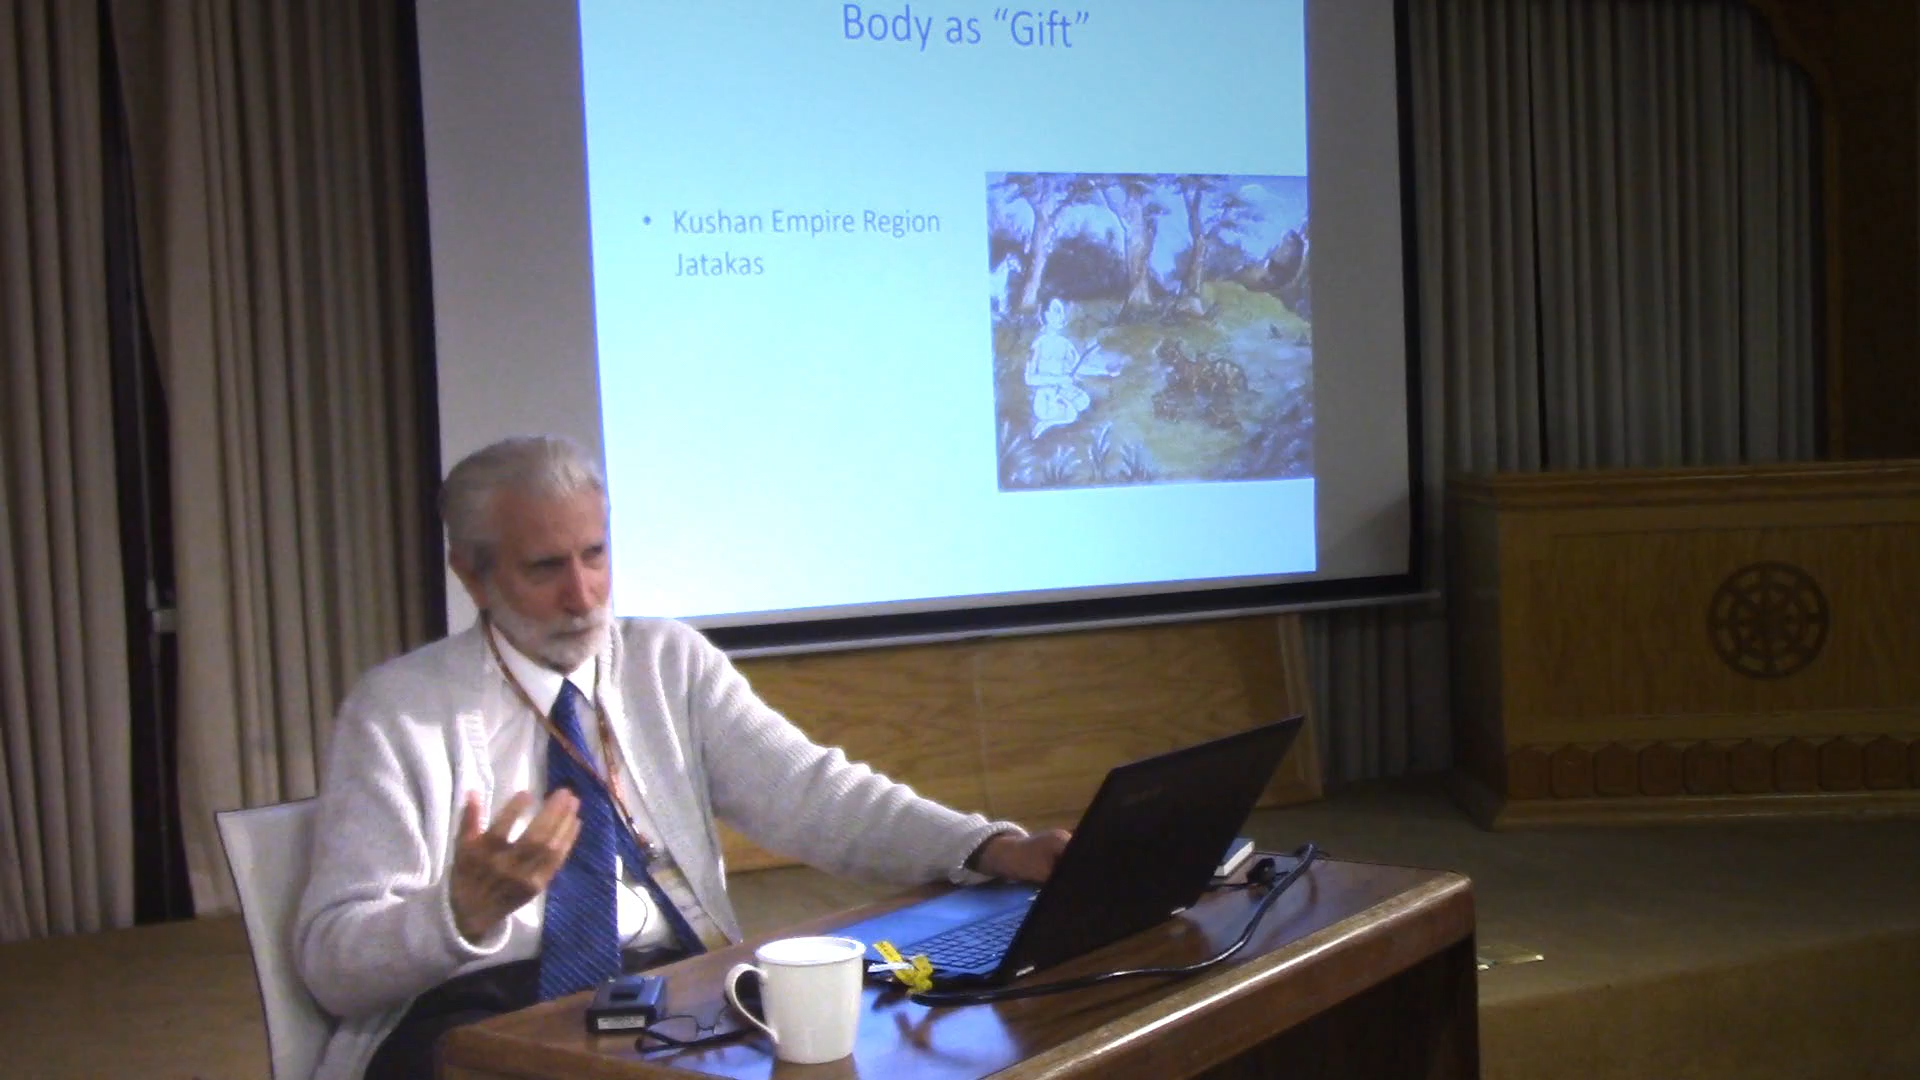 Body as “Gift”
• Kushan Empire Region
Jatakas